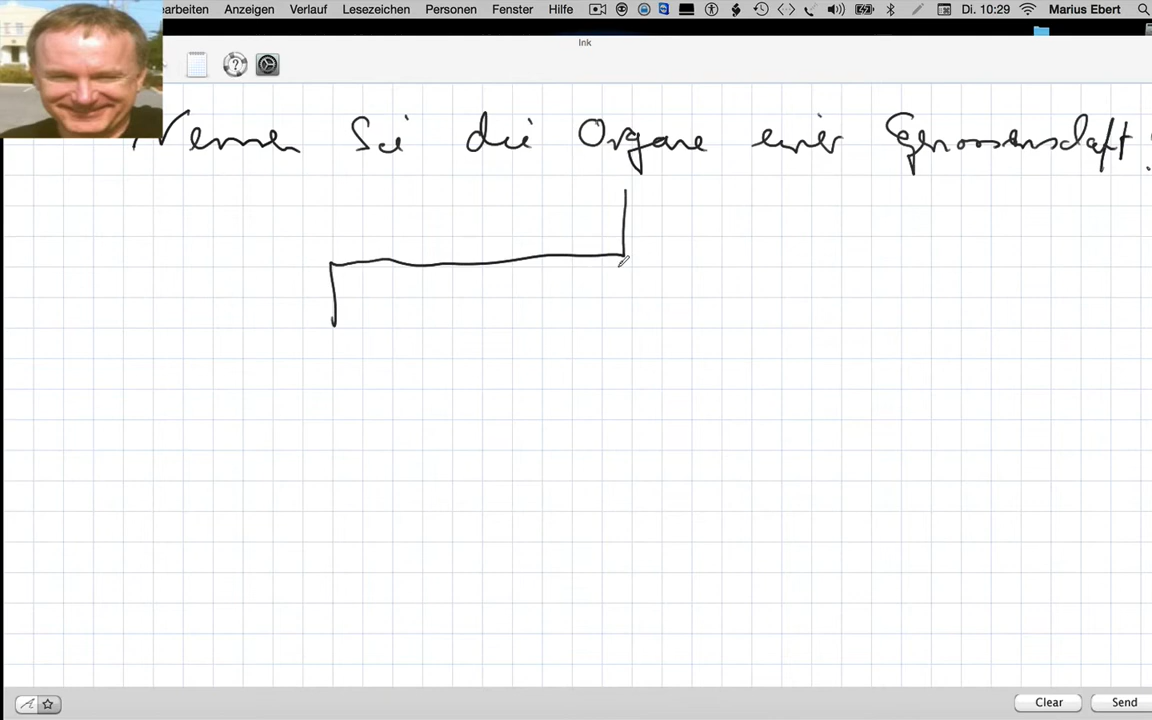 arbeiten Anzeigen Verlauf Lesezeichen Personen Fenster Hilfe Di. 10:29 Marius Ebert
Ink
Nennen Sie die Organe einer Genossenschaft!
Clear Send